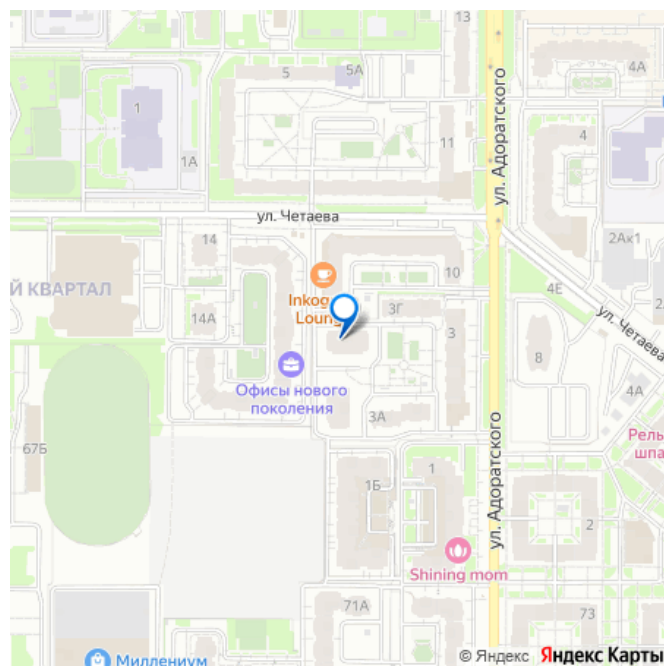 13
5
5А
4А
1
11
4
1А
ул. Адоратского
ул. Четаева
14
2Ак1
10
Й КВАРТАЛ
Inkog
Loung
4Е
ул. Четаева
14А
3Г
3
8
Офисы нового
поколения
4А
3А
ул. Адоратского
Рель
шпа
67Б
1
1Б
2
Shining mom
71А
73
Миллениум
© Яндекс Яндекс Карты